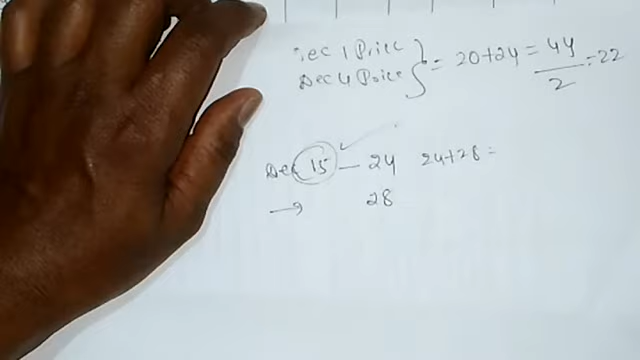 Dec 1 Price
Dec 4 Price } = 20+24 = 44/2 = 22
Dec 15 — 24 24+28 =
→ 28